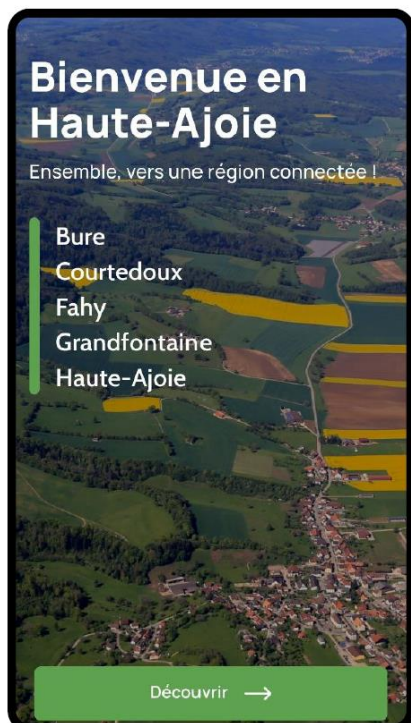 Bienvenue en
Haute-Ajoie
Ensemble, vers une région connectée !
Bure
Courtedoux
Fahy
Grandfontaine
Haute-Ajoie
Découvrir →